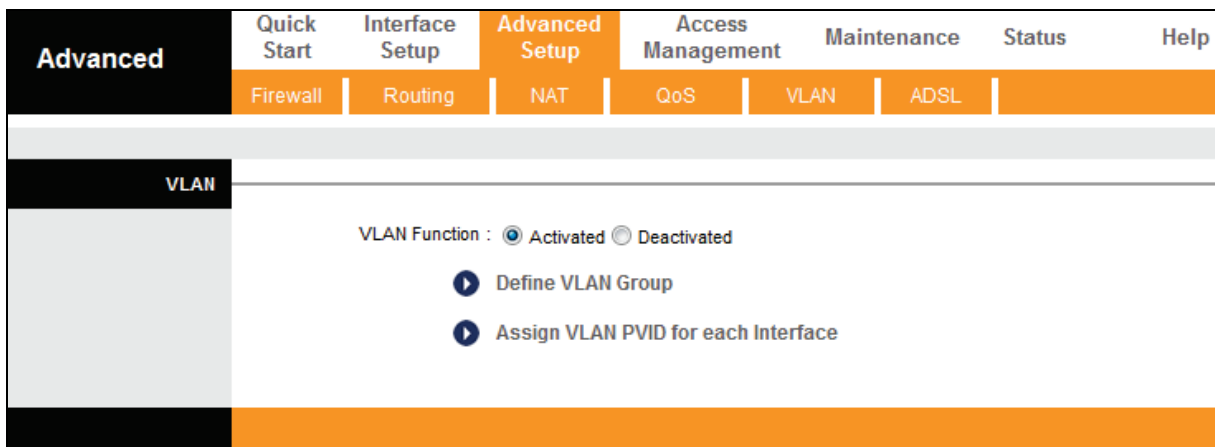 Advanced
Quick Start
Interface Setup
Advanced Setup
Access Management
Maintenance
Status
Help
Firewall
Routing
NAT
QoS
VLAN
ADSL
VLAN
VLAN Function : Activated Deactivated
Define VLAN Group
Assign VLAN PVID for each Interface